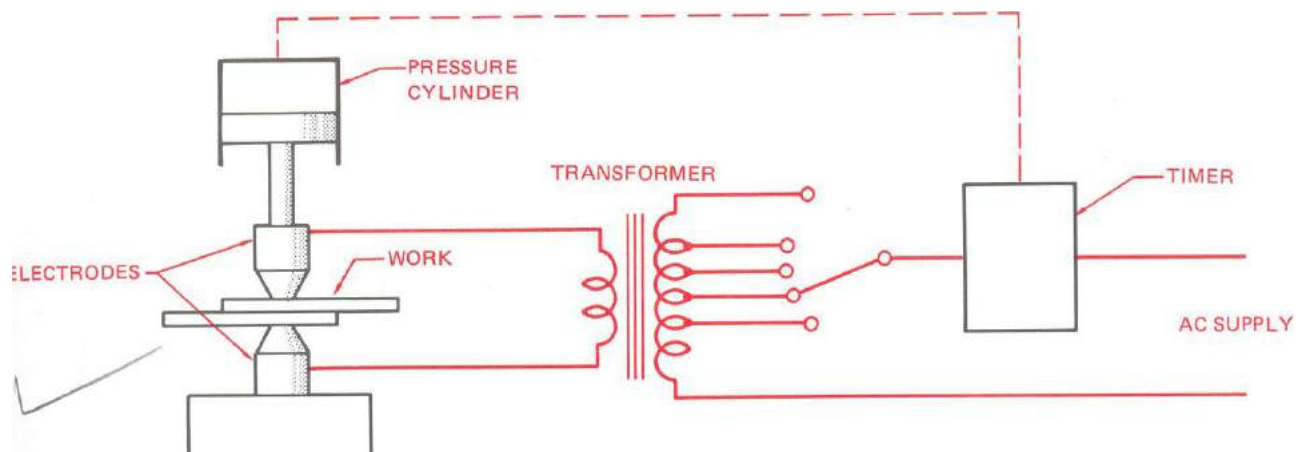 PRESSURE
CYLINDER
TRANSFORMER
TIMER
ELECTRODES
WORK
AC SUPPLY